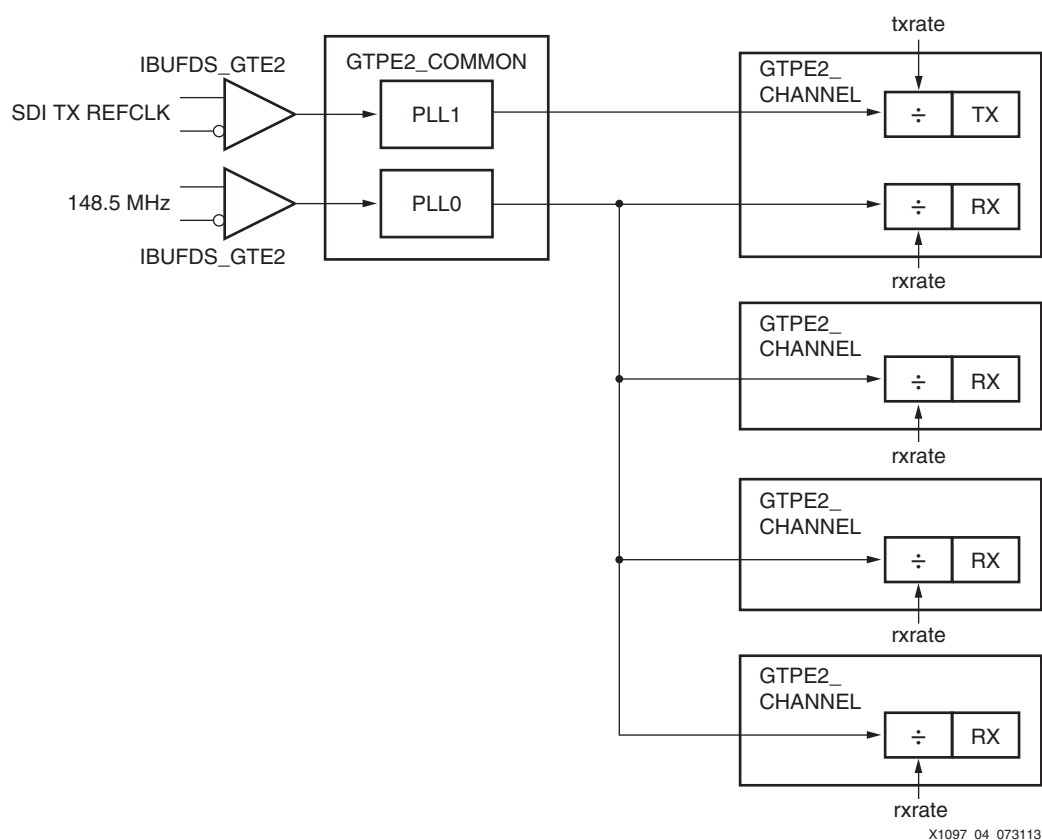 txrate
IBUFDS_GTE2
GTPE2_COMMON
GTPE2_
CHANNEL
SDI TX REFCLK
PLL1
÷
TX
148.5 MHz
PLL0
÷
RX
IBUFDS_GTE2
rxrate
GTPE2_
CHANNEL
÷
RX
rxrate
GTPE2_
CHANNEL
÷
RX
rxrate
GTPE2_
CHANNEL
÷
RX
rxrate
X1097_04_073113